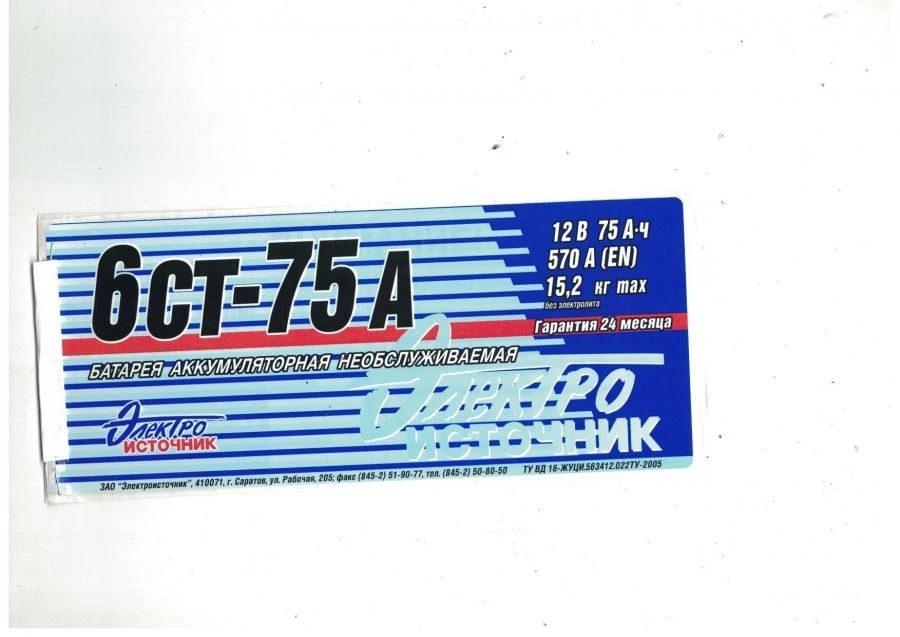 6СТ-75А
12 В 75 А·ч
570 А (EN)
15,2 кг max
без электролита
Гарантия 24 месяца
БАТАРЕЯ АККУМУЛЯТОРНАЯ НЕОБСЛУЖИВАЕМАЯ
Электро
ИСТОЧНИК
Электро
ИСТОЧНИК
ЗАО "Электроисточник", 410071, г. Саратов, ул. Рабочая, 205; факс (845-2) 51-90-77, тел. (845-2) 50-80-50 ТУ ВД 16-ЖУЦИ.563412.022ТУ-2005